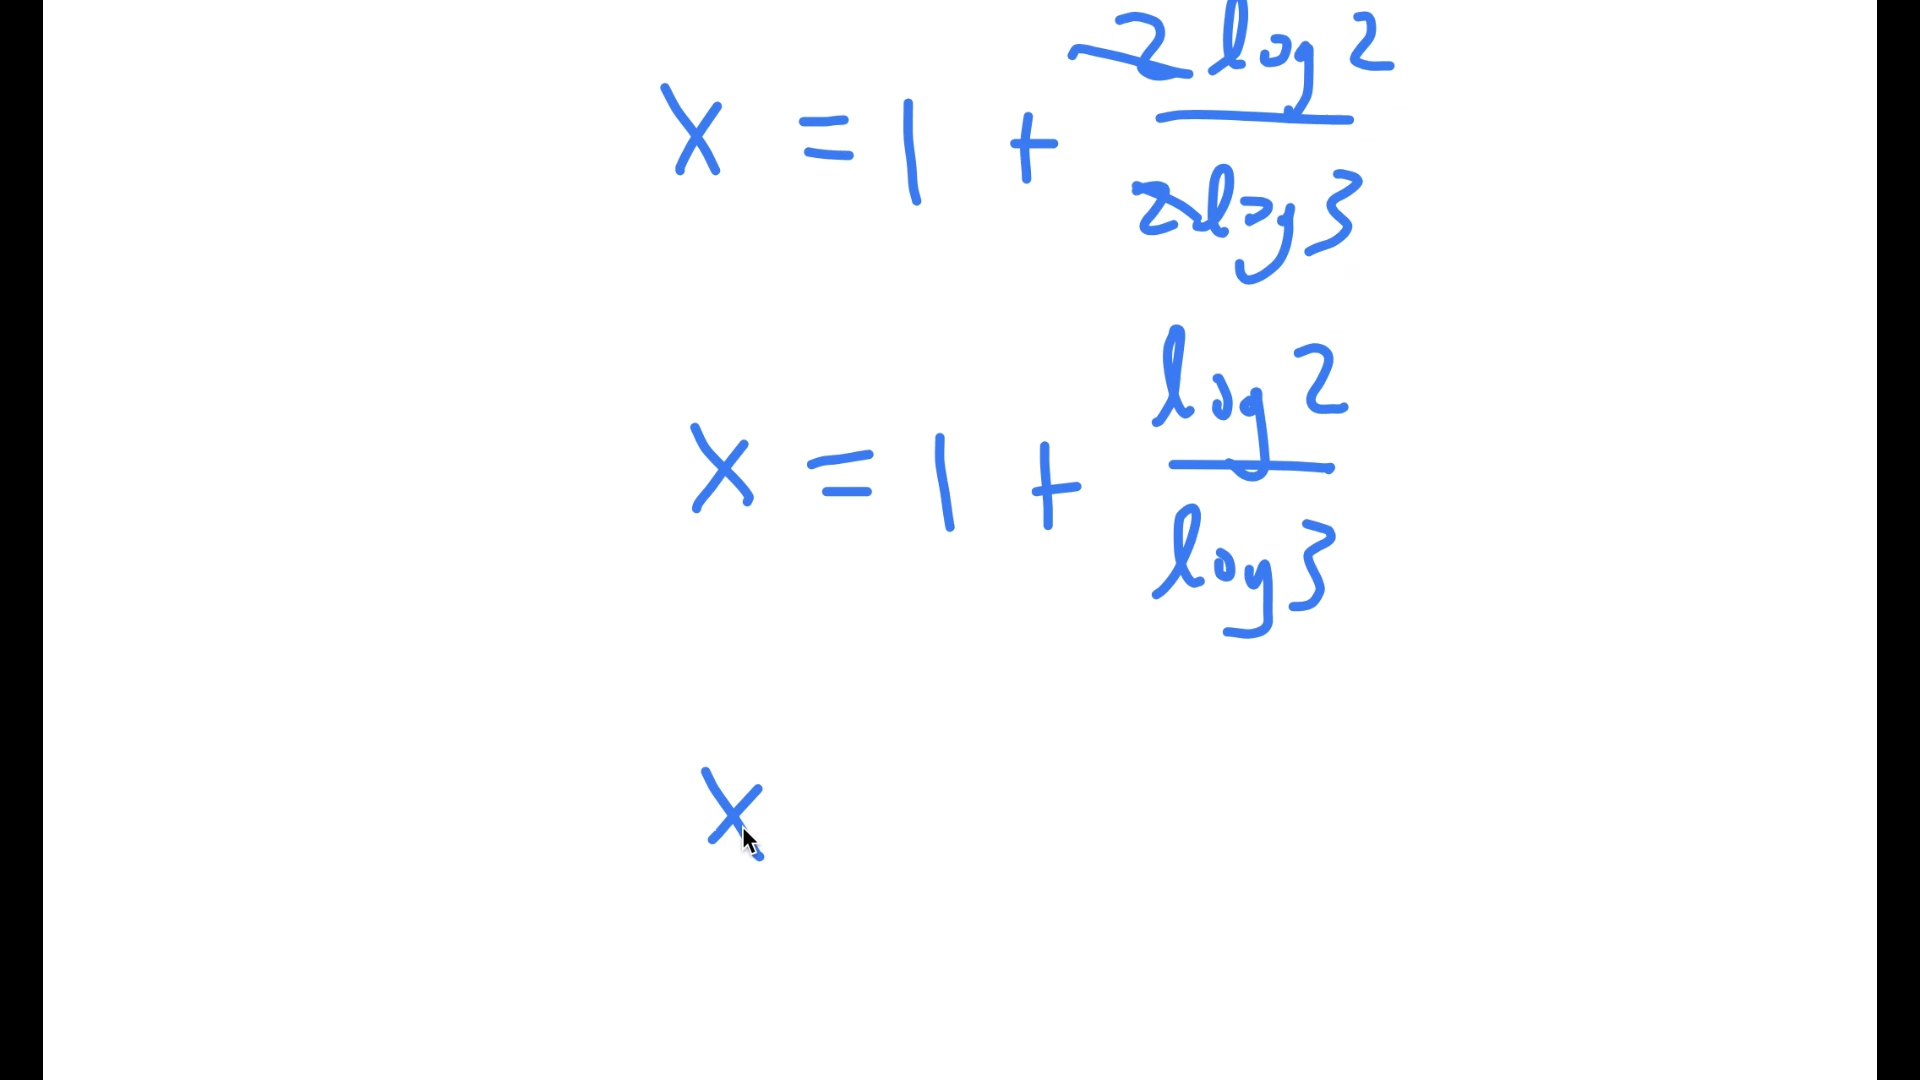 x = 1 + 2 log 2 / 2 log 3
x = 1 + log 2 / log 3
x